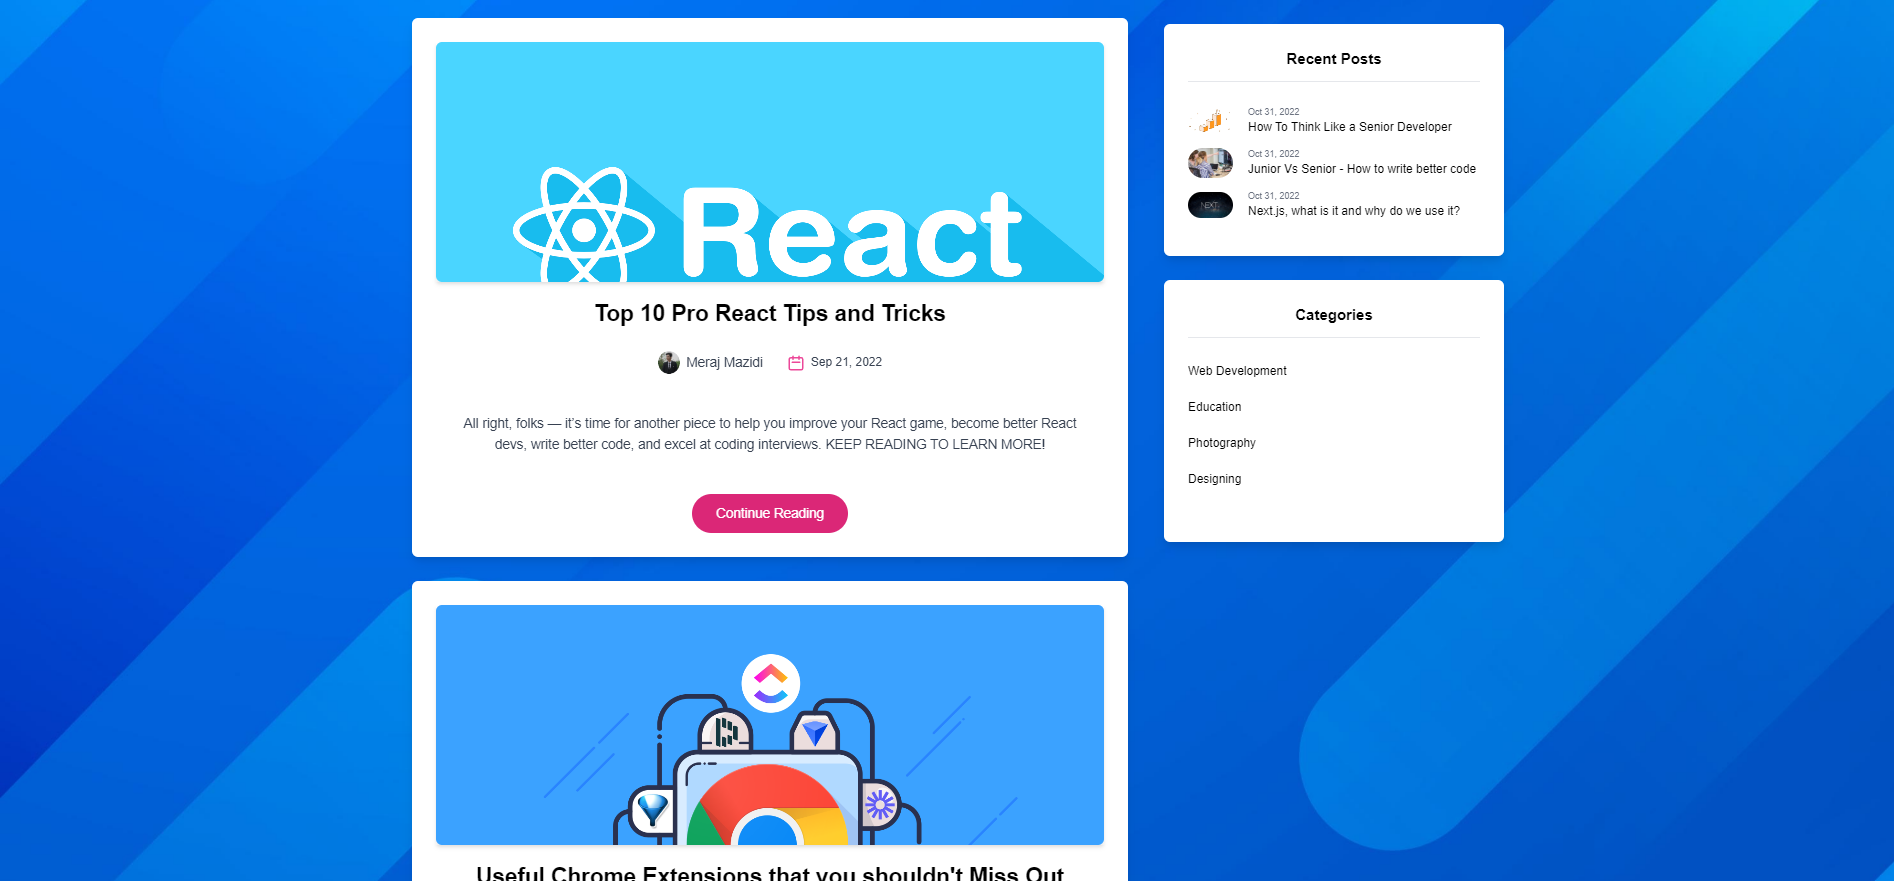 React
Top 10 Pro React Tips and Tricks
Meraj Mazidi
Sep 21, 2022
All right, folks — it’s time for another piece to help you improve your React game, become better React
devs, write better code, and excel at coding interviews. KEEP READING TO LEARN MORE!
Continue Reading
Useful Chrome Extensions that you shouldn't Miss Out
Recent Posts
Oct 31, 2022
How To Think Like a Senior Developer
Oct 31, 2022
Junior Vs Senior - How to write better code
NEXT
Oct 31, 2022
Next.js, what is it and why do we use it?
Categories
Web Development
Education
Photography
Designing